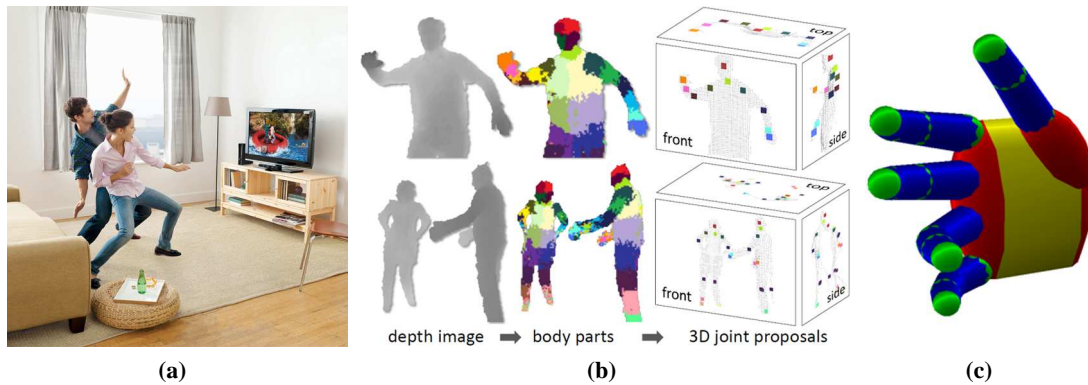 top
front
side
top
front
side
depth image
body parts
3D joint proposals
(a)
(b)
(c)